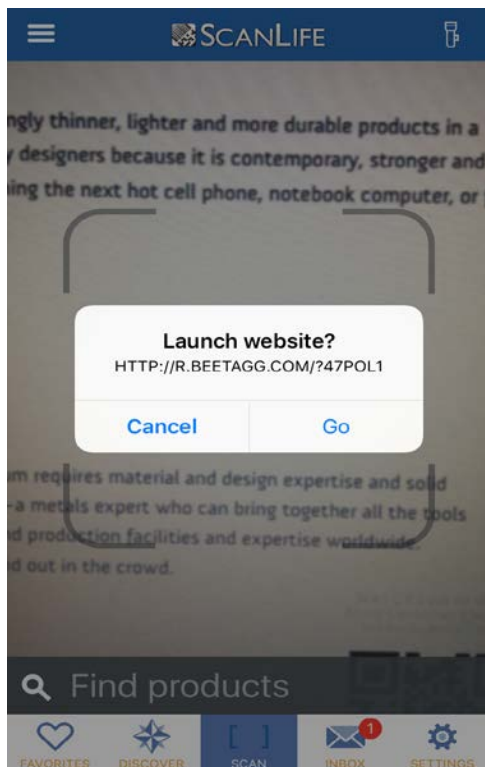 SCANLIFE
ngly thinner, lighter and more durable products in a
designers because it is contemporary, stronger and
ing the next hot cell phone, notebook computer, or
Launch website?
HTTP://R.BEETAGG.COM/?47POL1
Cancel
Go
m requires material and design expertise and solid
-a metals expert who can bring together all the tools
d production facilities and expertise worldwide.
d out in the crowd.
Find products
1
FAVORITES DISCOVER SCAN INBOX SETTINGS